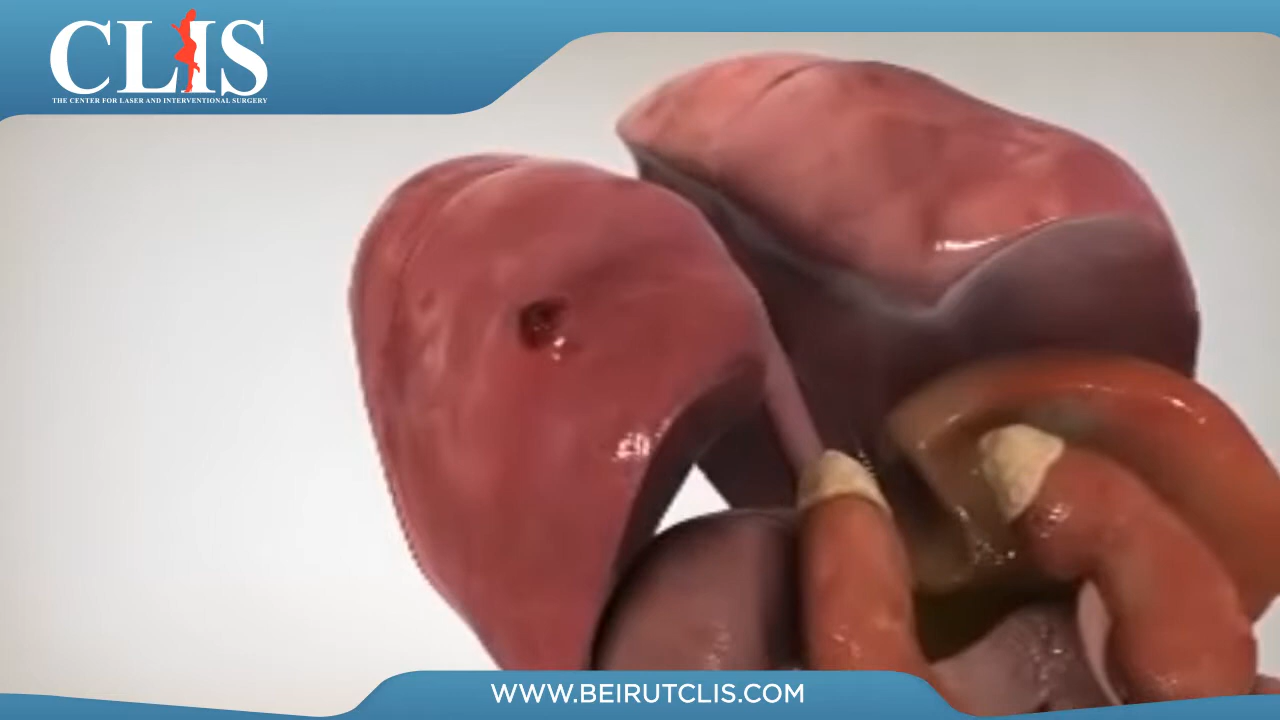 CLIS
THE CENTER FOR LASER AND INTERVENTIONAL SURGERY
WWW.BEIRUTCLIS.COM